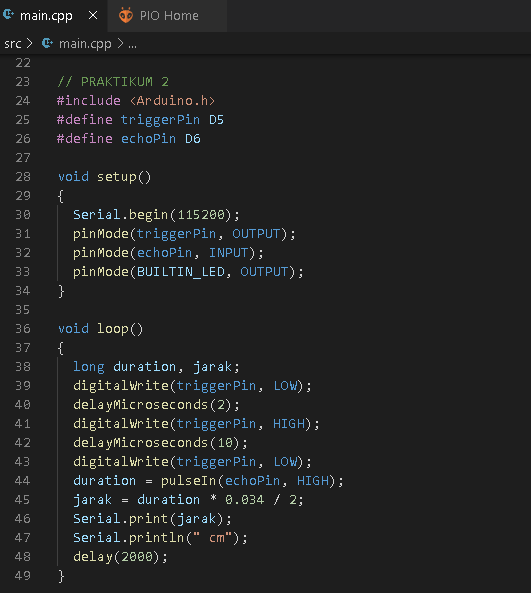 main.cpp
PIO Home
src > main.cpp > ...
22
23 // PRAKTIKUM 2
24 #include <Arduino.h>
25 #define triggerPin D5
26 #define echoPin D6
27
28 void setup()
29 {
30   Serial.begin(115200);
31   pinMode(triggerPin, OUTPUT);
32   pinMode(echoPin, INPUT);
33   pinMode(BUILTIN_LED, OUTPUT);
34 }
35
36 void loop()
37 {
38   long duration, jarak;
39   digitalWrite(triggerPin, LOW);
40   delayMicroseconds(2);
41   digitalWrite(triggerPin, HIGH);
42   delayMicroseconds(10);
43   digitalWrite(triggerPin, LOW);
44   duration = pulseIn(echoPin, HIGH);
45   jarak = duration * 0.034 / 2;
46   Serial.print(jarak);
47   Serial.println(" cm");
48   delay(2000);
49 }